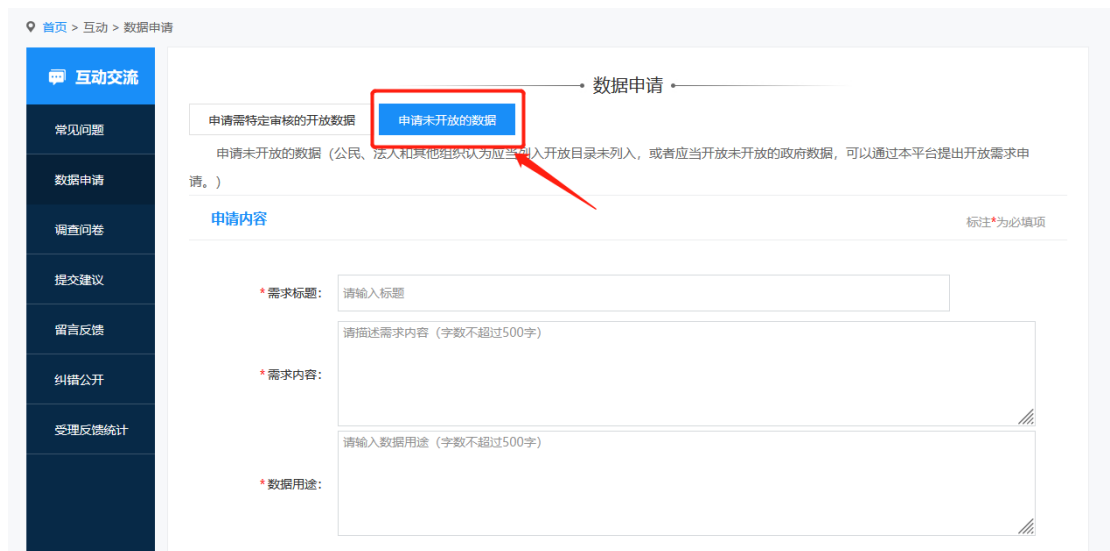 首页 > 互动 > 数据申请
互动交流
常见问题
数据申请
调查问卷
提交建议
留言反馈
纠错公开
受理反馈统计
数据申请
申请需特定审核的开放数据
申请未开放的数据
申请未开放的数据（公民、法人和其他组织认为应当列入开放目录未列入，或者应当开放未开放的政府数据，可以通过本平台提出开放需求申
请。）
申请内容
标注*为必填项
*需求标题：
请输入标题
*需求内容：
请描述需求内容（字数不超过500字）
*数据用途：
请输入数据用途（字数不超过500字）